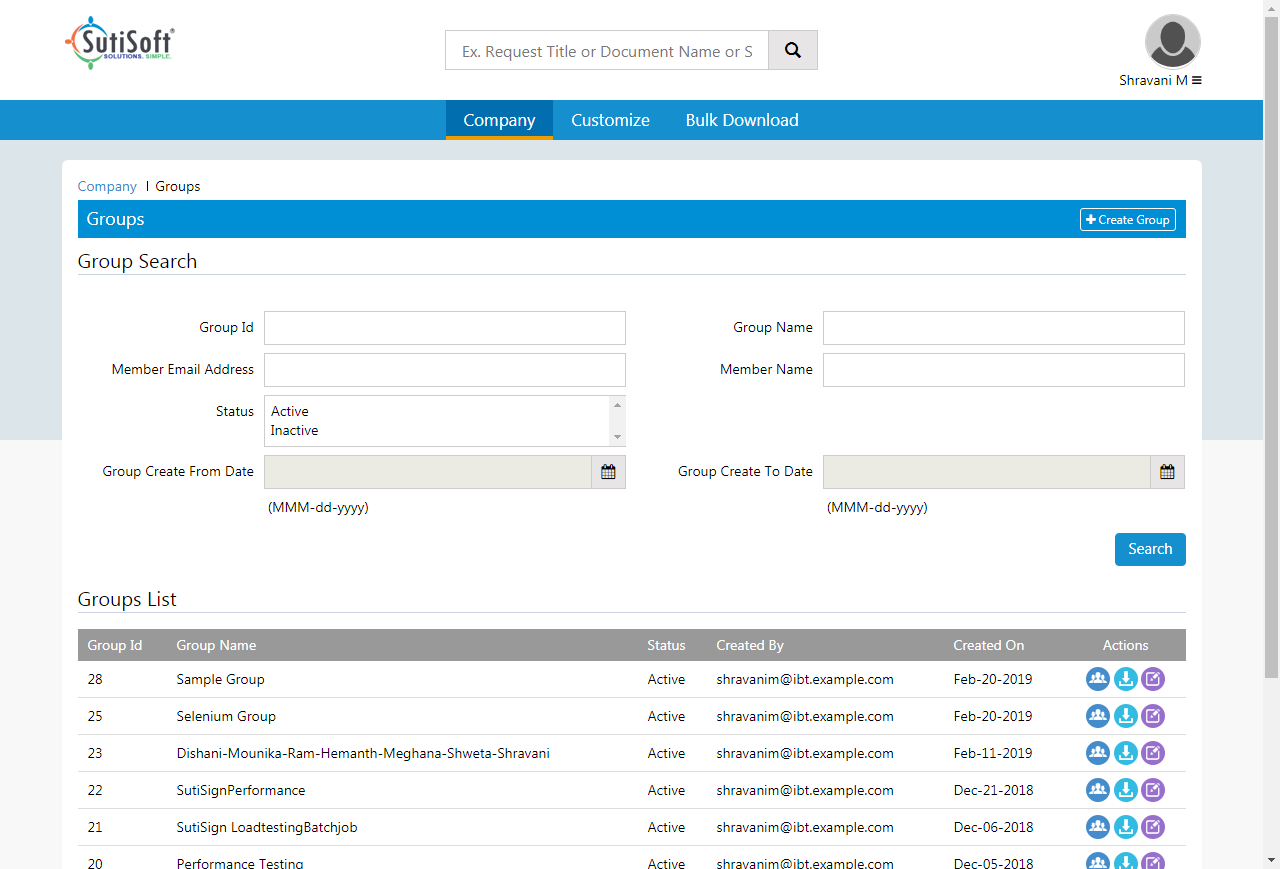 SutiSoft®
SOLUTIONS. SIMPLE.
Ex. Request Title or Document Name or S
Shravani M
Company Customize Bulk Download
Company | Groups
Groups Create Group
Group Search
Group Id Group Name
Member Email Address Member Name
Status Active
Inactive
Group Create From Date Group Create To Date
(MMM-dd-yyyy) (MMM-dd-yyyy)
Search
Groups List
Group Id Group Name Status Created By Created On Actions
28 Sample Group Active shravanim@ibt.example.com Feb-20-2019
25 Selenium Group Active shravanim@ibt.example.com Feb-20-2019
23 Dishani-Mounika-Ram-Hemanth-Meghana-Shweta-Shravani Active shravanim@ibt.example.com Feb-11-2019
22 SutiSignPerformance Active shravanim@ibt.example.com Dec-21-2018
21 SutiSign LoadtestingBatchjob Active shravanim@ibt.example.com Dec-06-2018
20 Performance Testing Active shravanim@ibt.example.com Dec-05-2018